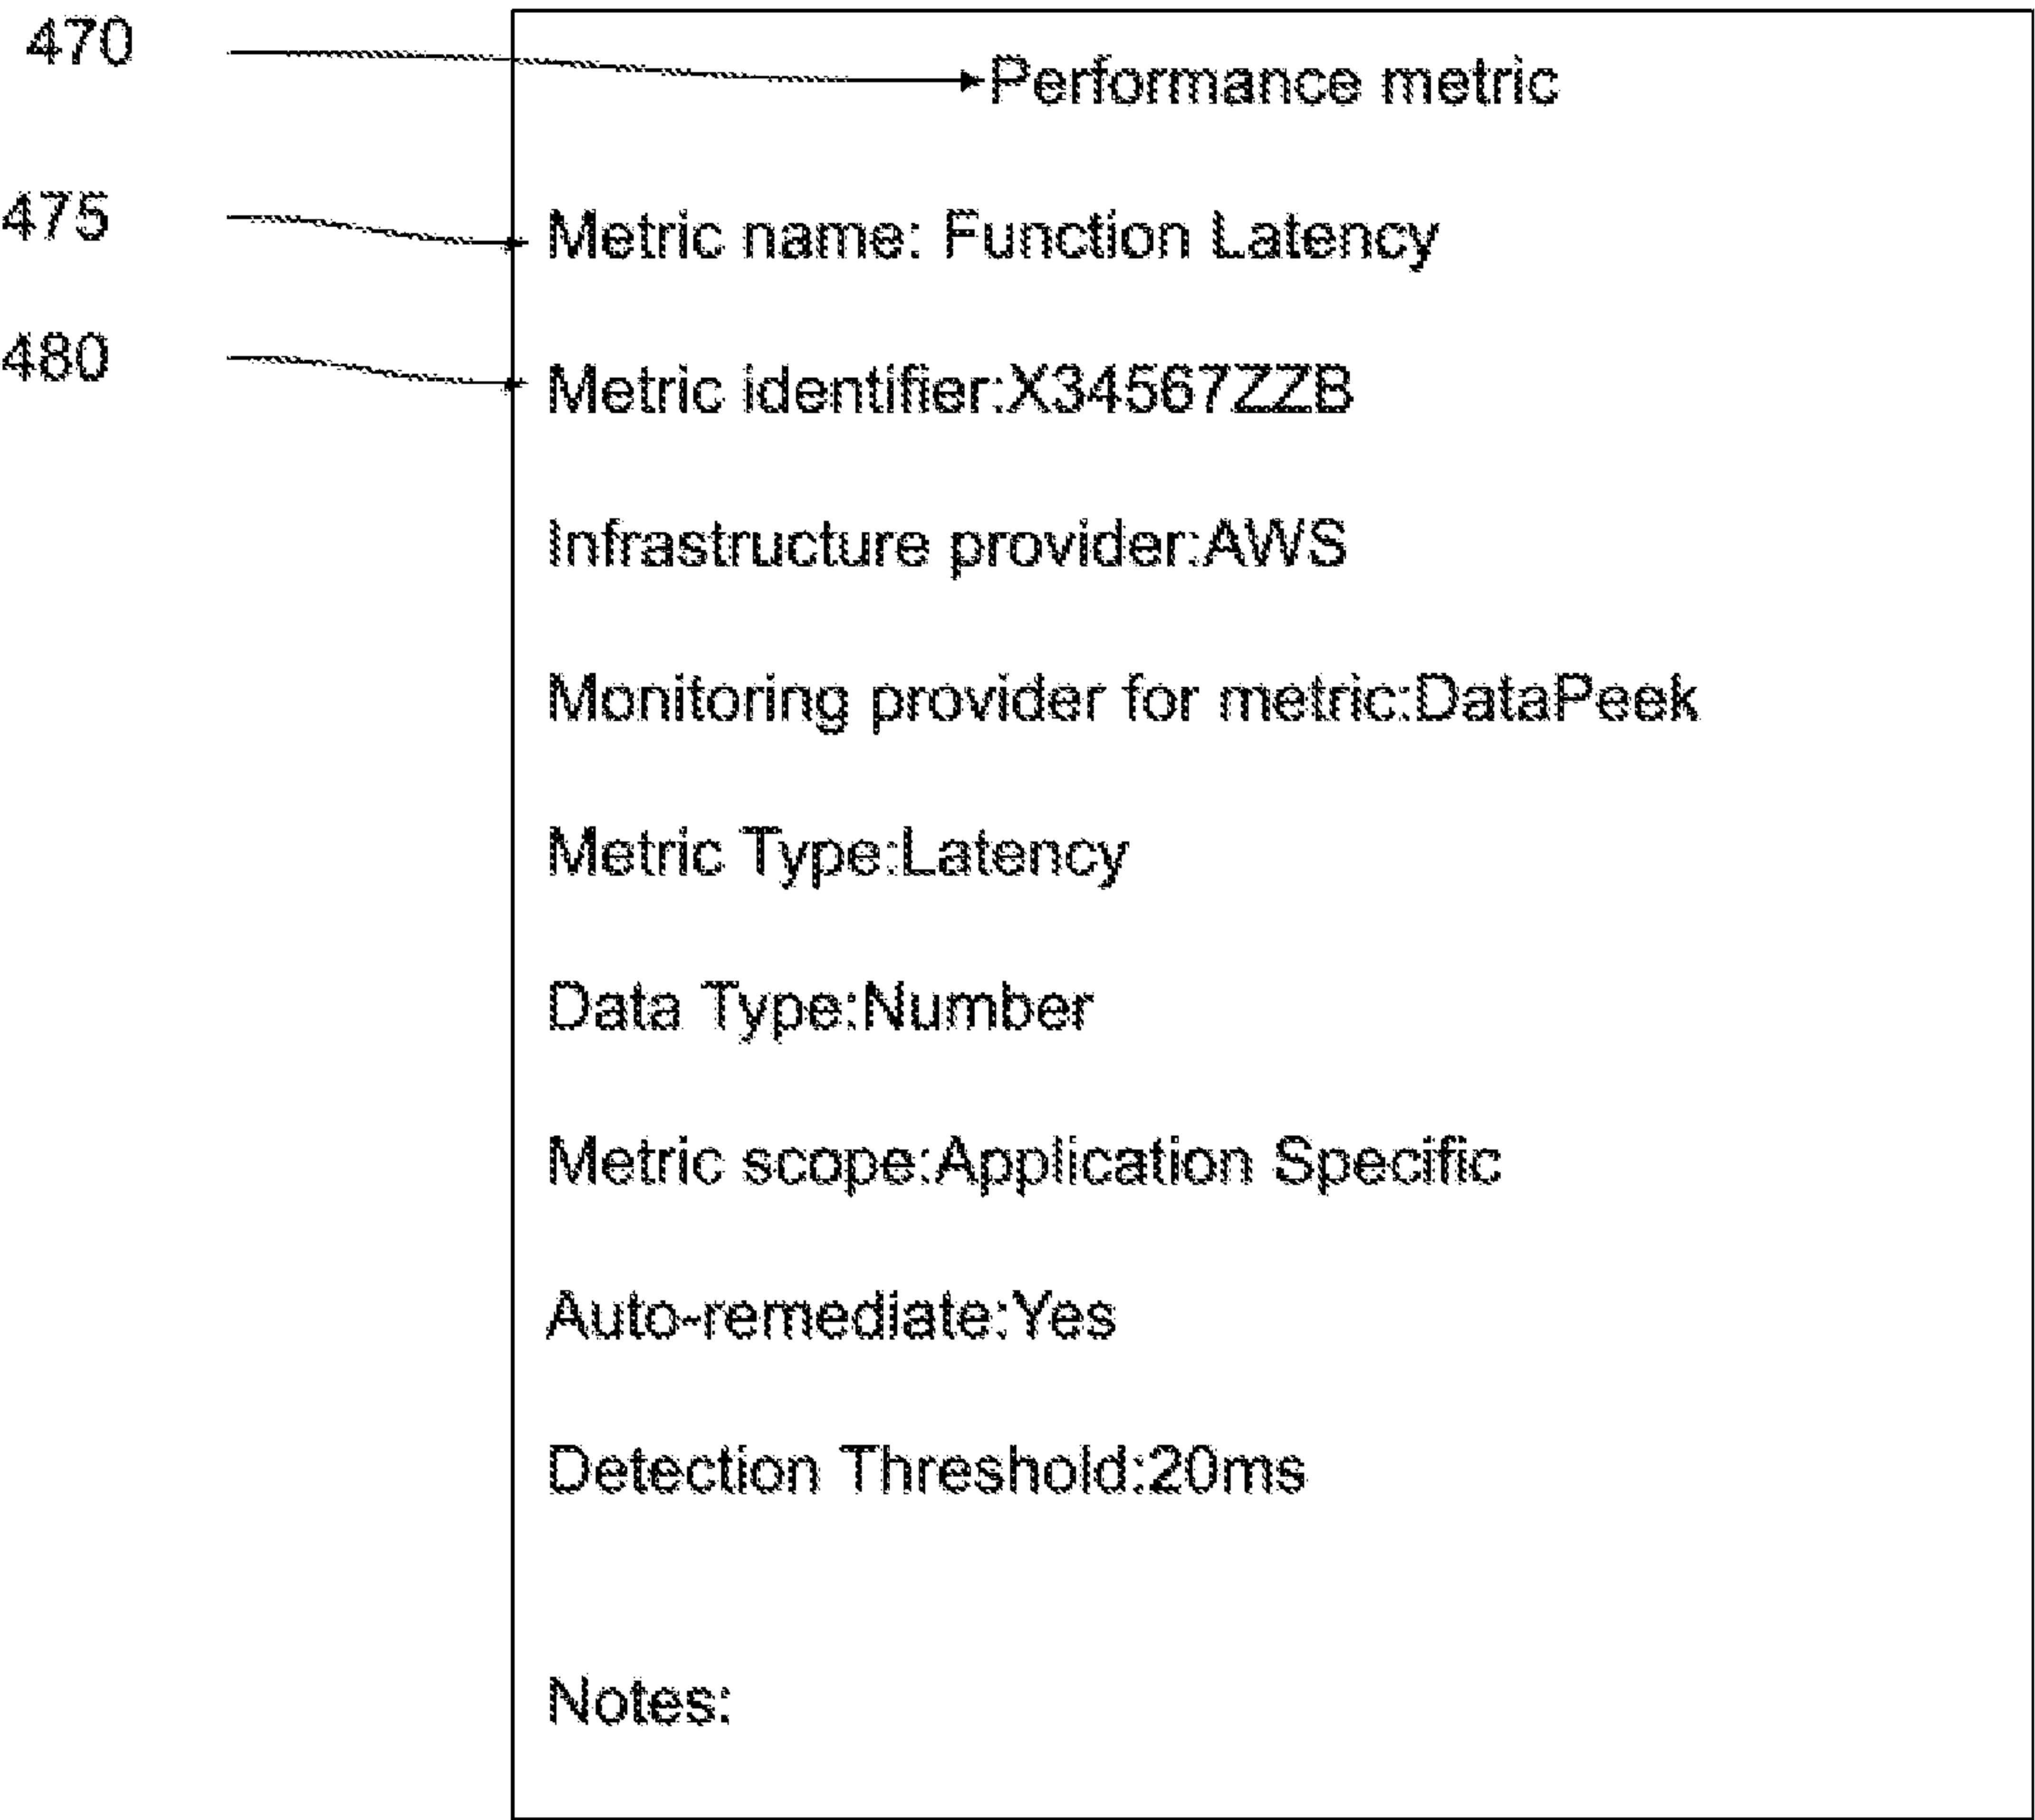 470 Performance metric
475 Metric name: Function Latency
480 Metric identifier:X34567ZZB
Infrastructure provider:AWS
Monitoring provider for metric:DataPeek
Metric Type:Latency
Data Type:Number
Metric scope:Application Specific
Auto-remediate:Yes
Detection Threshold:20ms
Notes: